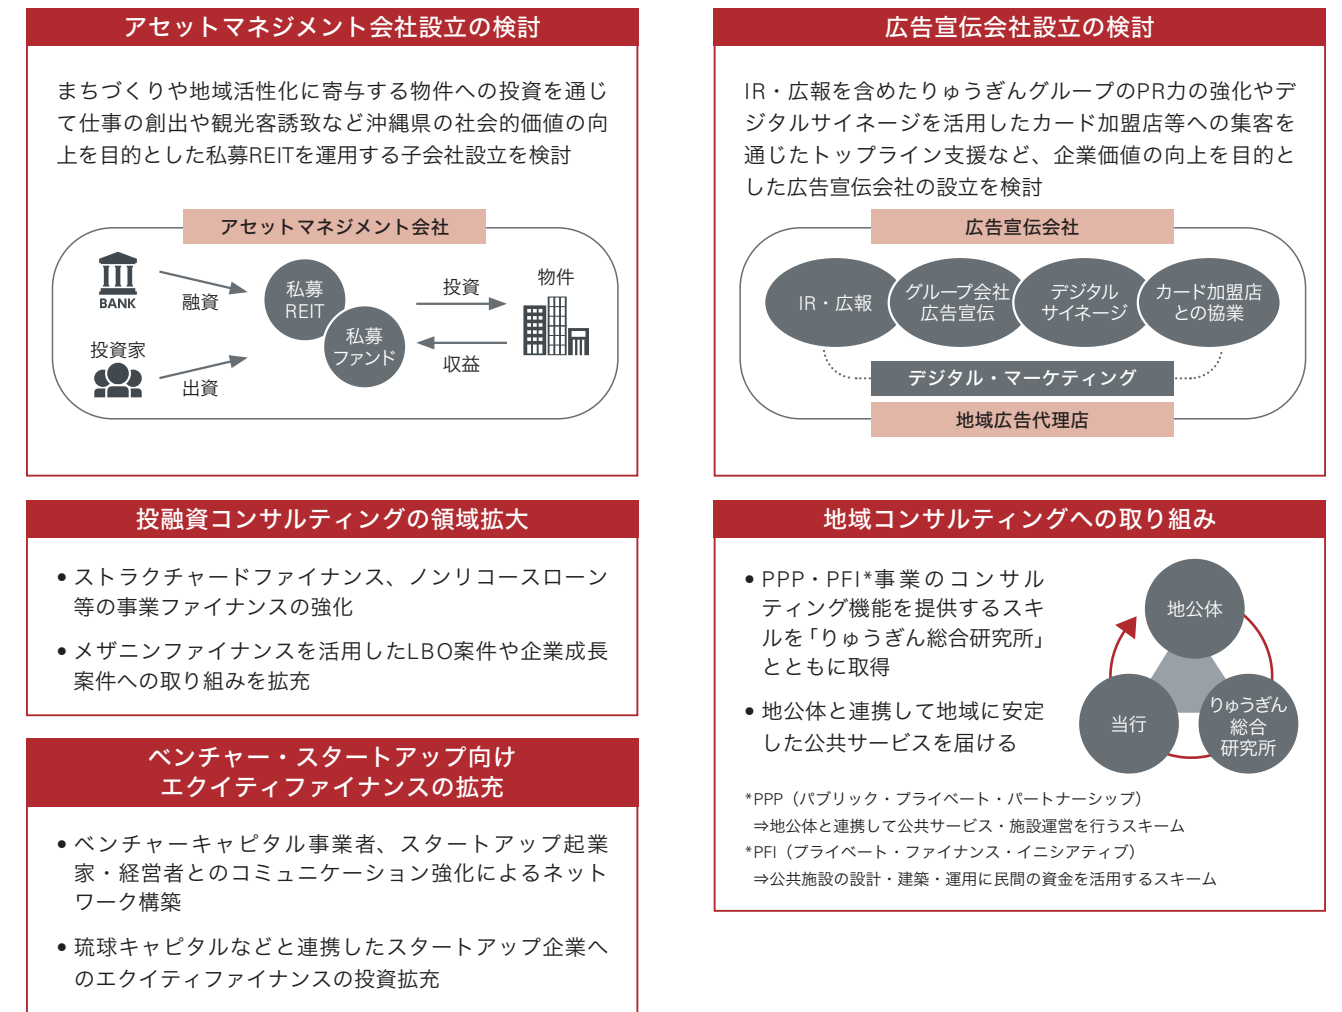 アセットマネジメント会社設立の検討
まちづくりや地域活性化に寄与する物件への投資を通じ
て仕事の創出や観光客誘致など沖縄県の社会的価値の向
上を目的とした私募REITを運用する子会社設立を検討
アセットマネジメント会社
BANK
融資
投資家
出資
私募
REIT
私募
ファンド
投資
収益
物件
広告宣伝会社設立の検討
IR・広報を含めたりゅうぎんグループのPR力の強化やデ
ジタルサイネージを活用したカード加盟店等への集客を
通じたトップライン支援など、企業価値の向上を目的と
した広告宣伝会社の設立を検討
広告宣伝会社
IR・広報
グループ会社
広告宣伝
デジタル
サイネージ
カード加盟店
との協業
デジタル・マーケティング
地域広告代理店
投融資コンサルティングの領域拡大
•ストラクチャードファイナンス、ノンリコースローン
等の事業ファイナンスの強化
•メザニンファイナンスを活用したLBO案件や企業成長
案件への取り組みを拡充
ベンチャー・スタートアップ向け
エクイティファイナンスの拡充
•ベンチャーキャピタル事業者、スタートアップ起業
家・経営者とのコミュニケーション強化によるネット
ワーク構築
•琉球キャピタルなどと連携したスタートアップ企業へ
のエクイティファイナンスの投資拡充
地域コンサルティングへの取り組み
•PPP・PFI*事業のコンサル
ティング機能を提供するスキ
ルを「りゅうぎん総合研究所」
とともに取得
•地公体と連携して地域に安定
した公共サービスを届ける
地公体
当行
りゅうぎん
総合
研究所
*PPP（パブリック・プライベート・パートナーシップ）
⇒地公体と連携して公共サービス・施設運営を行うスキーム
*PFI（プライベート・ファイナンス・イニシアティブ）
⇒公共施設の設計・建築・運用に民間の資金を活用するスキーム